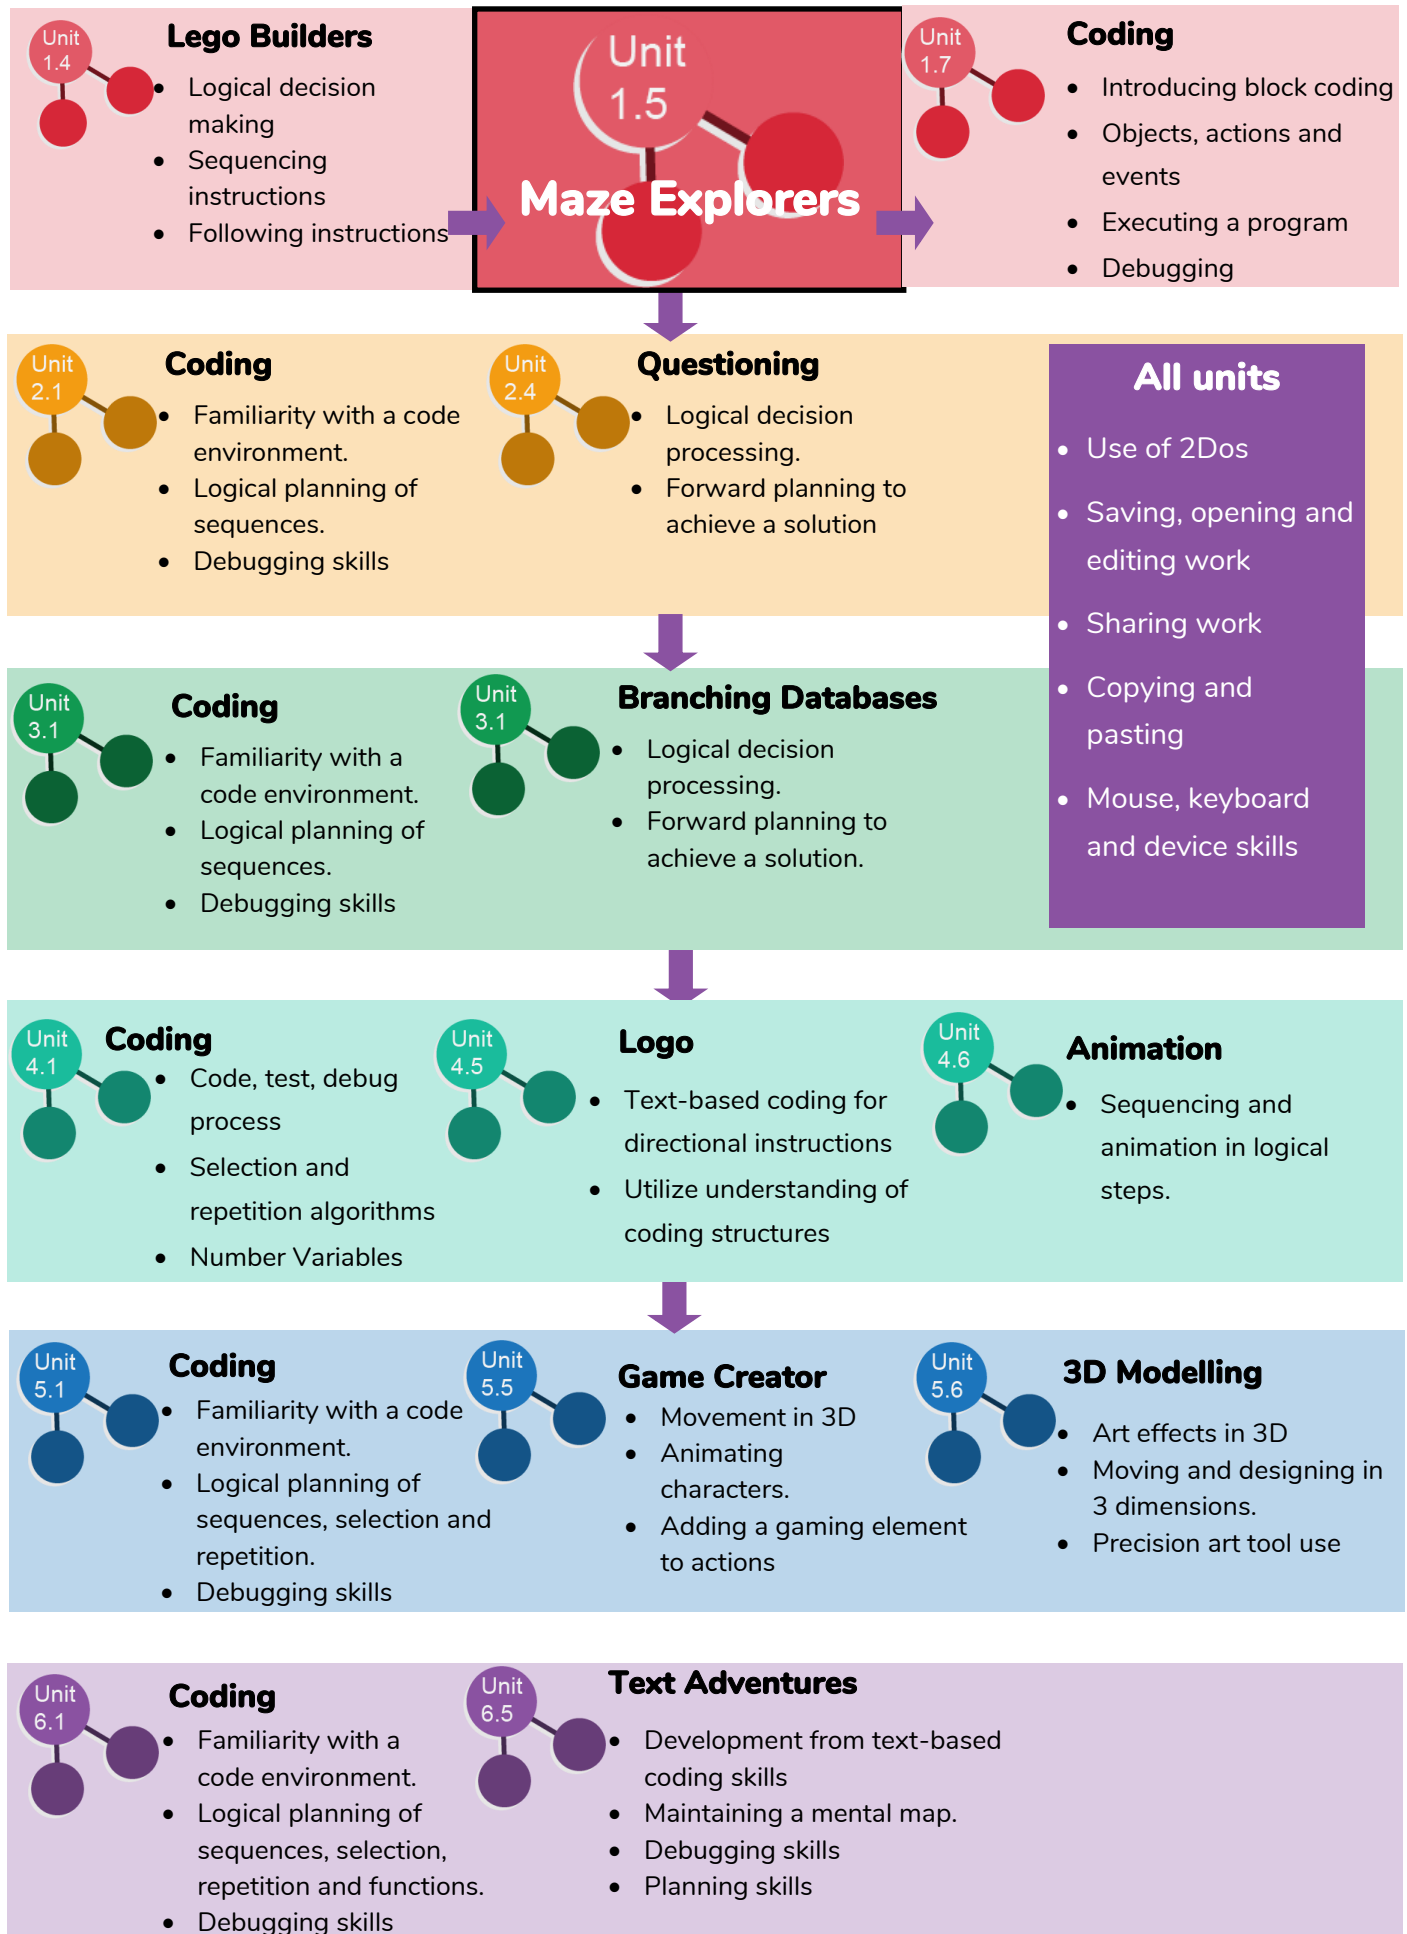 Unit
1.4
Lego Builders
• Logical decision
making
• Sequencing
instructions
• Following instructions
Unit
1.5
Maze Explorers
Unit
1.7
Coding
• Introducing block coding
• Objects, actions and
events
• Executing a program
• Debugging
Unit
2.1
Coding
• Familiarity with a code
environment.
• Logical planning of
sequences.
• Debugging skills
Unit
2.4
Questioning
• Logical decision
processing.
• Forward planning to
achieve a solution
All units
• Use of 2Dos
• Saving, opening and
editing work
• Sharing work
• Copying and
pasting
• Mouse, keyboard
and device skills
Unit
3.1
Coding
• Familiarity with a
code environment.
• Logical planning of
sequences.
• Debugging skills
Unit
3.1
Branching Databases
• Logical decision
processing.
• Forward planning to
achieve a solution.
Unit
4.1
Coding
• Code, test, debug
process
• Selection and
repetition algorithms
• Number Variables
Unit
4.5
Logo
• Text-based coding for
directional instructions
• Utilize understanding of
coding structures
Unit
4.6
Animation
• Sequencing and
animation in logical
steps.
Unit
5.1
Coding
• Familiarity with a code
environment.
• Logical planning of
sequences, selection and
repetition.
• Debugging skills
Unit
5.5
Game Creator
• Movement in 3D
• Animating
characters.
• Adding a gaming element
to actions
Unit
5.6
3D Modelling
• Art effects in 3D
• Moving and designing in
3 dimensions.
• Precision art tool use
Unit
6.1
Coding
• Familiarity with a
code environment.
• Logical planning of
sequences, selection,
repetition and functions.
• Debugging skills
Unit
6.5
Text Adventures
• Development from text-based
coding skills
• Maintaining a mental map.
• Debugging skills
• Planning skills